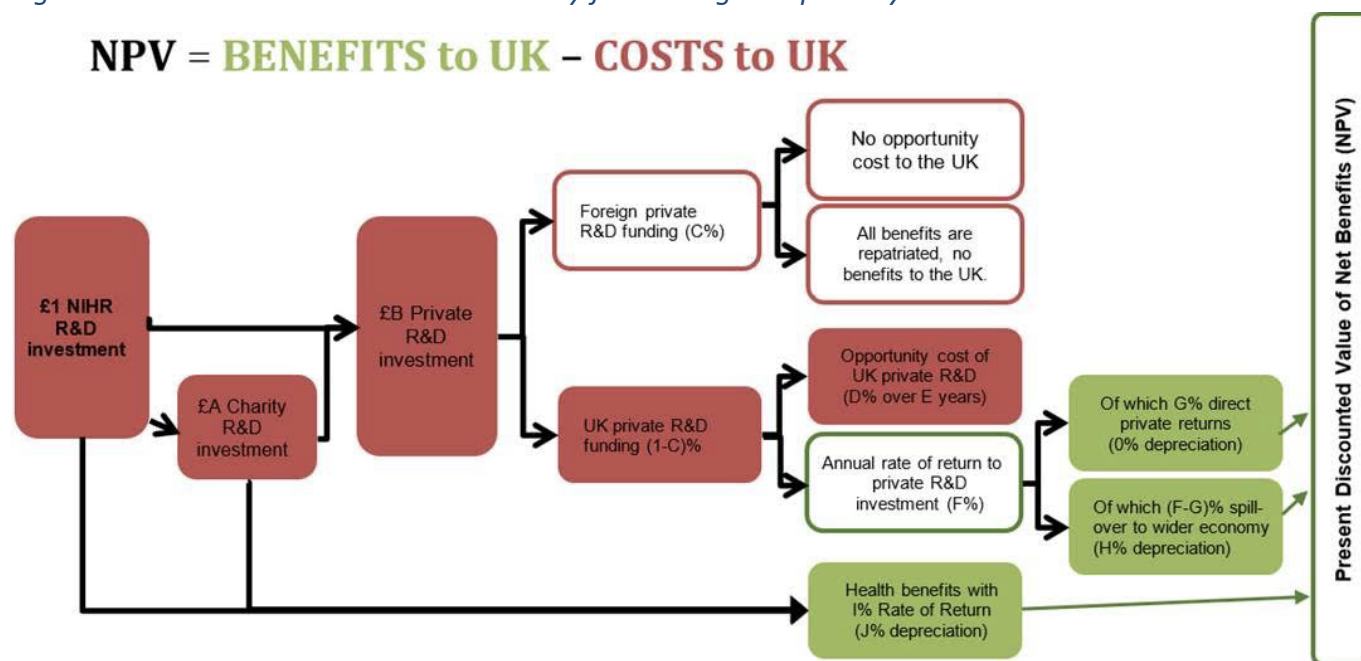 NPV = BENEFITS to UK – COSTS to UK
£1 NIHR
R&D
investment
£A Charity
R&D
investment
£B Private
R&D
investment
Foreign private
R&D funding (C%)
UK private R&D
funding (1-C)%
No opportunity
cost to the UK
All benefits are
repatriated, no
benefits to the UK.
Opportunity cost of
UK private R&D
(D% over E years)
Annual rate of return to
private R&D
investment (F%)
Of which G% direct
private returns
(0% depreciation)
Of which (F-G)% spill-
over to wider economy
(H% depreciation)
Health benefits with
I% Rate of Return
(J% depreciation)
Present Discounted Value of Net Benefits (NPV)